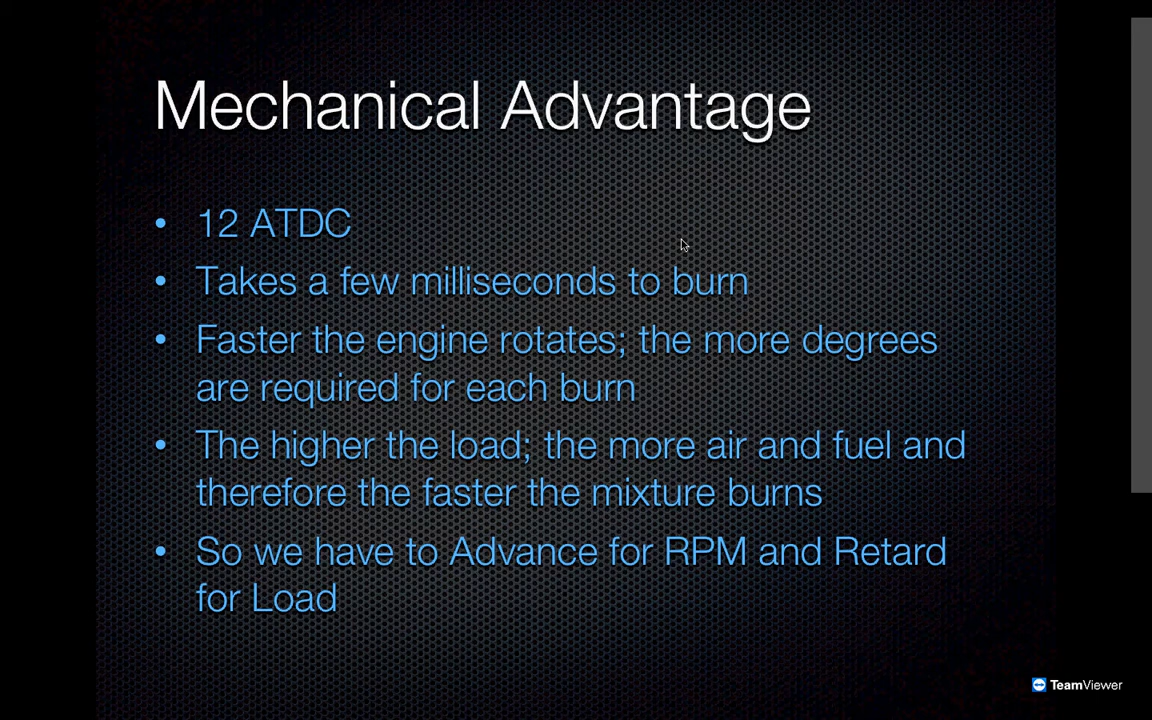 Mechanical Advantage
• 12 ATDC
• Takes a few milliseconds to burn
• Faster the engine rotates; the more degrees
are required for each burn
• The higher the load; the more air and fuel and
therefore the faster the mixture burns
• So we have to Advance for RPM and Retard
for Load
TeamViewer